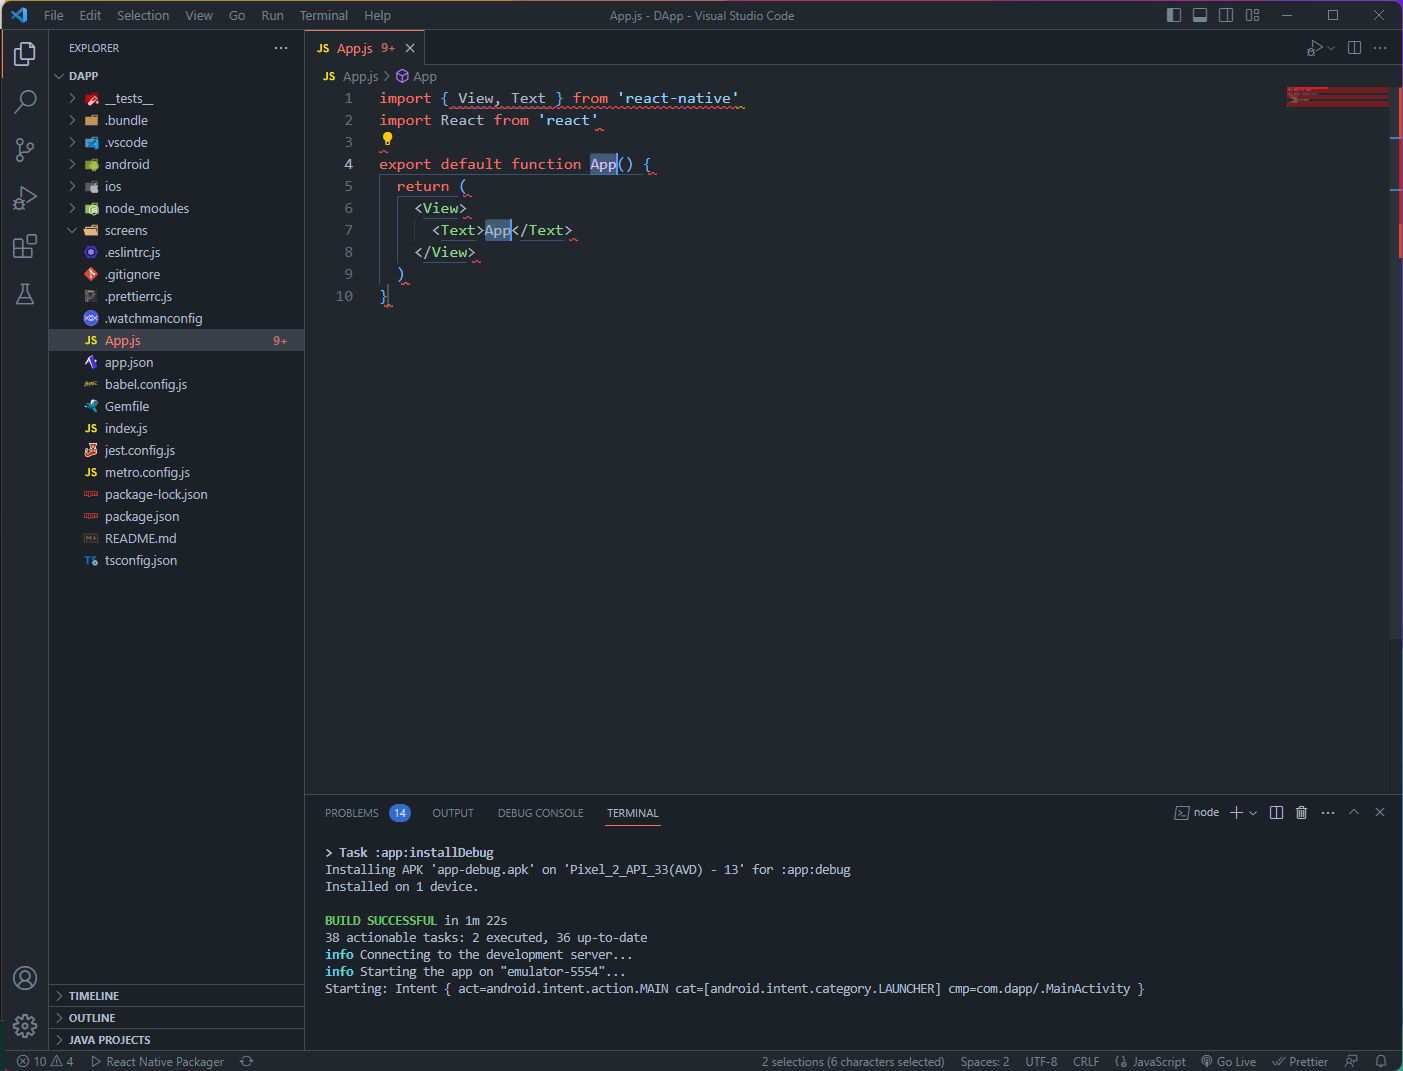 File Edit Selection View Go Run Terminal Help
App.js - DApp - Visual Studio Code
EXPLORER
JS App.js 9+
DAPP
JS App.js > App
__tests__
.bundle
.vscode
android
ios
node_modules
screens
.eslintrc.js
.gitignore
.prettierrc.js
.watchmanconfig
JS App.js 9+
app.json
babel.config.js
Gemfile
JS index.js
jest.config.js
JS metro.config.js
package-lock.json
package.json
README.md
TS tsconfig.json
1 import { View, Text } from 'react-native'
2 import React from 'react'
3
4 export default function App() {
5 return (
6 <View>
7 <Text>App</Text>
8 </View>
9 )
10 }
PROBLEMS 14 OUTPUT DEBUG CONSOLE TERMINAL
node
> Task :app:installDebug
Installing APK 'app-debug.apk' on 'Pixel_2_API_33(AVD) - 13' for :app:debug
Installed on 1 device.
BUILD SUCCESSFUL in 1m 22s
38 actionable tasks: 2 executed, 36 up-to-date
info Connecting to the development server...
info Starting the app on "emulator-5554"...
Starting: Intent { act=android.intent.action.MAIN cat=[android.intent.category.LAUNCHER] cmp=com.dapp/.MainActivity }
TIMELINE
OUTLINE
JAVA PROJECTS
10 4 React Native Packager
2 selections (6 characters selected) Spaces: 2 UTF-8 CRLF {} JavaScript Go Live Prettier